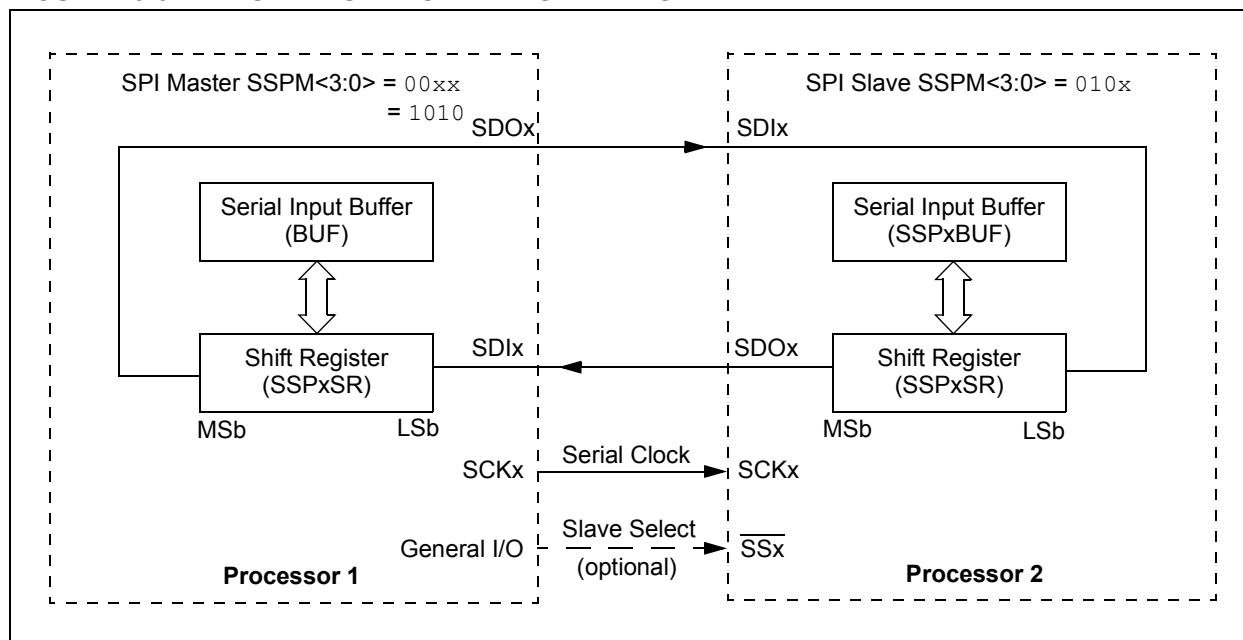 SPI Master SSPM<3:0> = 00xx
= 1010
SDOx
Serial Input Buffer
(BUF)
Shift Register
(SSPxSR)
MSb
LSb
SDIx
SCKx
General I/O
Processor 1
Serial Clock
Slave Select
(optional)
SPI Slave SSPM<3:0> = 010x
SDIx
Serial Input Buffer
(SSPxBUF)
SDOx
Shift Register
(SSPxSR)
MSb
LSb
SCKx
SSx
Processor 2